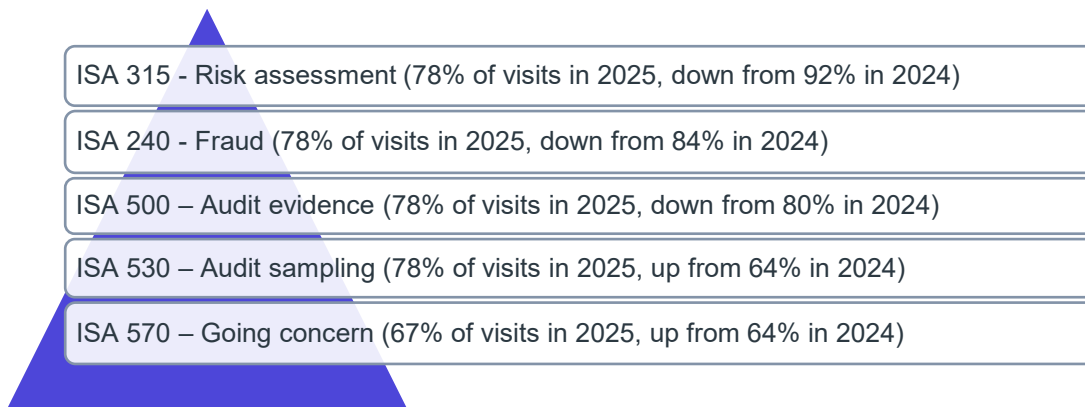 ISA 315 - Risk assessment (78% of visits in 2025, down from 92% in 2024)
ISA 240 - Fraud (78% of visits in 2025, down from 84% in 2024)
ISA 500 – Audit evidence (78% of visits in 2025, down from 80% in 2024)
ISA 530 – Audit sampling (78% of visits in 2025, up from 64% in 2024)
ISA 570 – Going concern (67% of visits in 2025, up from 64% in 2024)